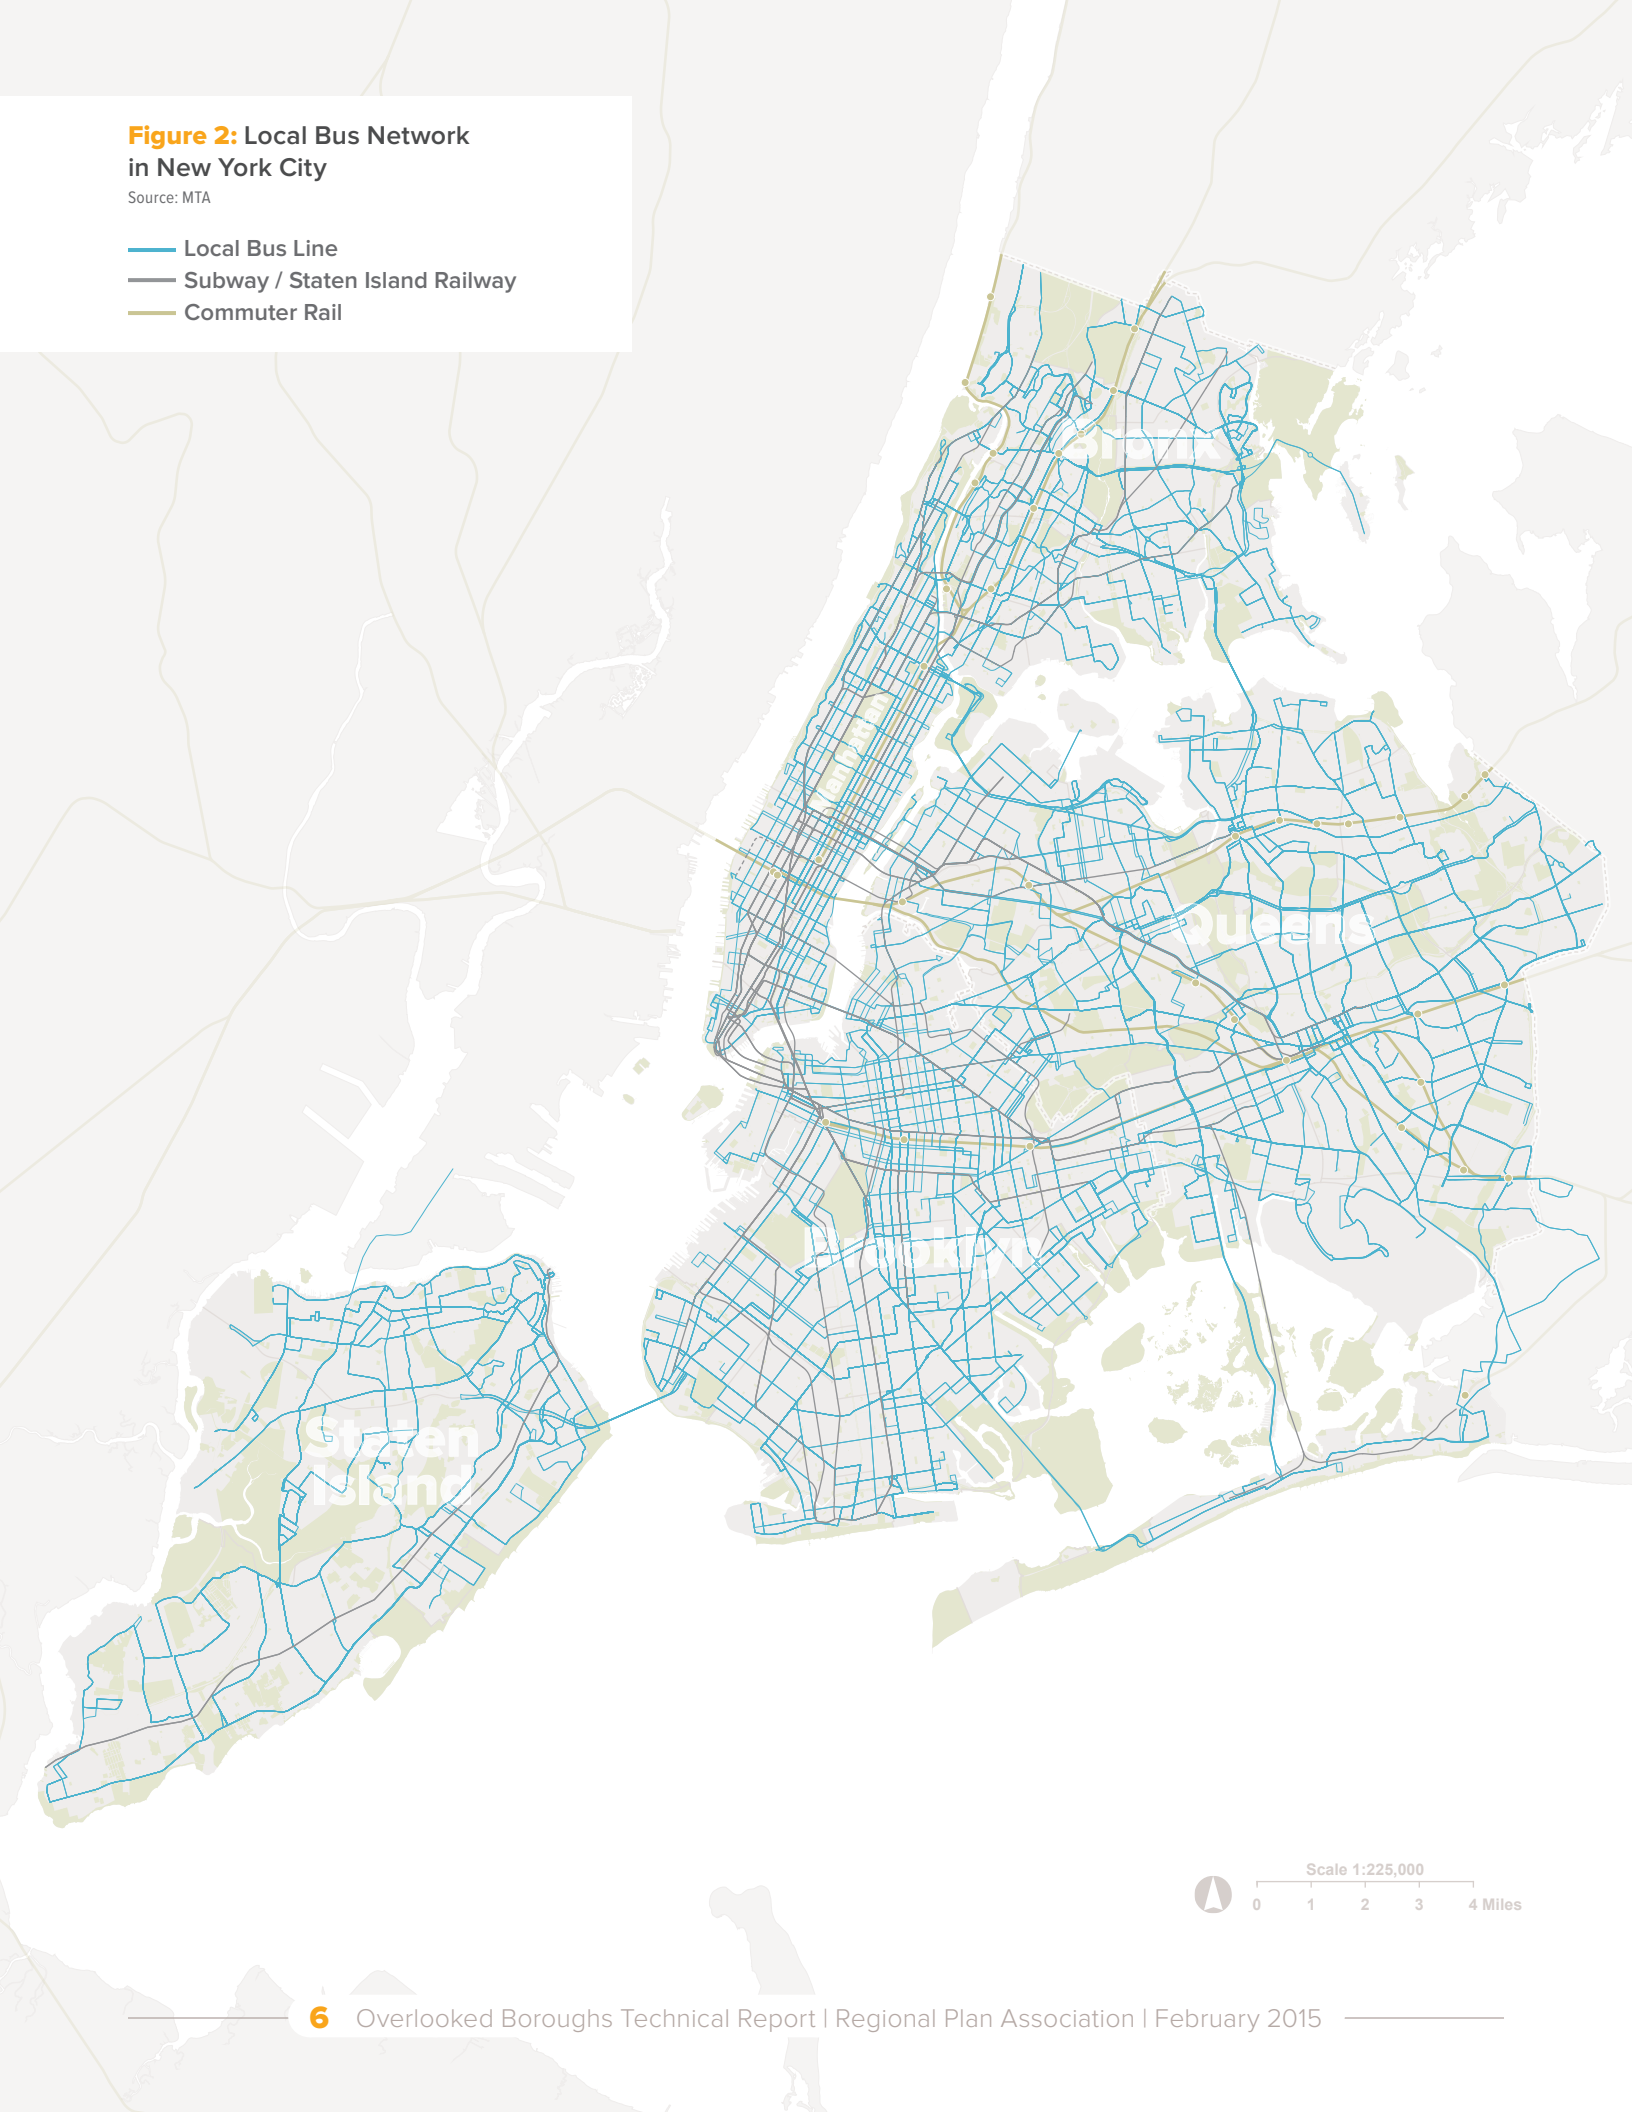 Figure 2: Local Bus Network
in New York City
Source: MTA
Local Bus Line
Subway / Staten Island Railway
Commuter Rail
Bronx
Manhattan
Queens
Brooklyn
Staten
Island
Scale 1:225,000
0 1 2 3 4 Miles
6 Overlooked Boroughs Technical Report | Regional Plan Association | February 2015